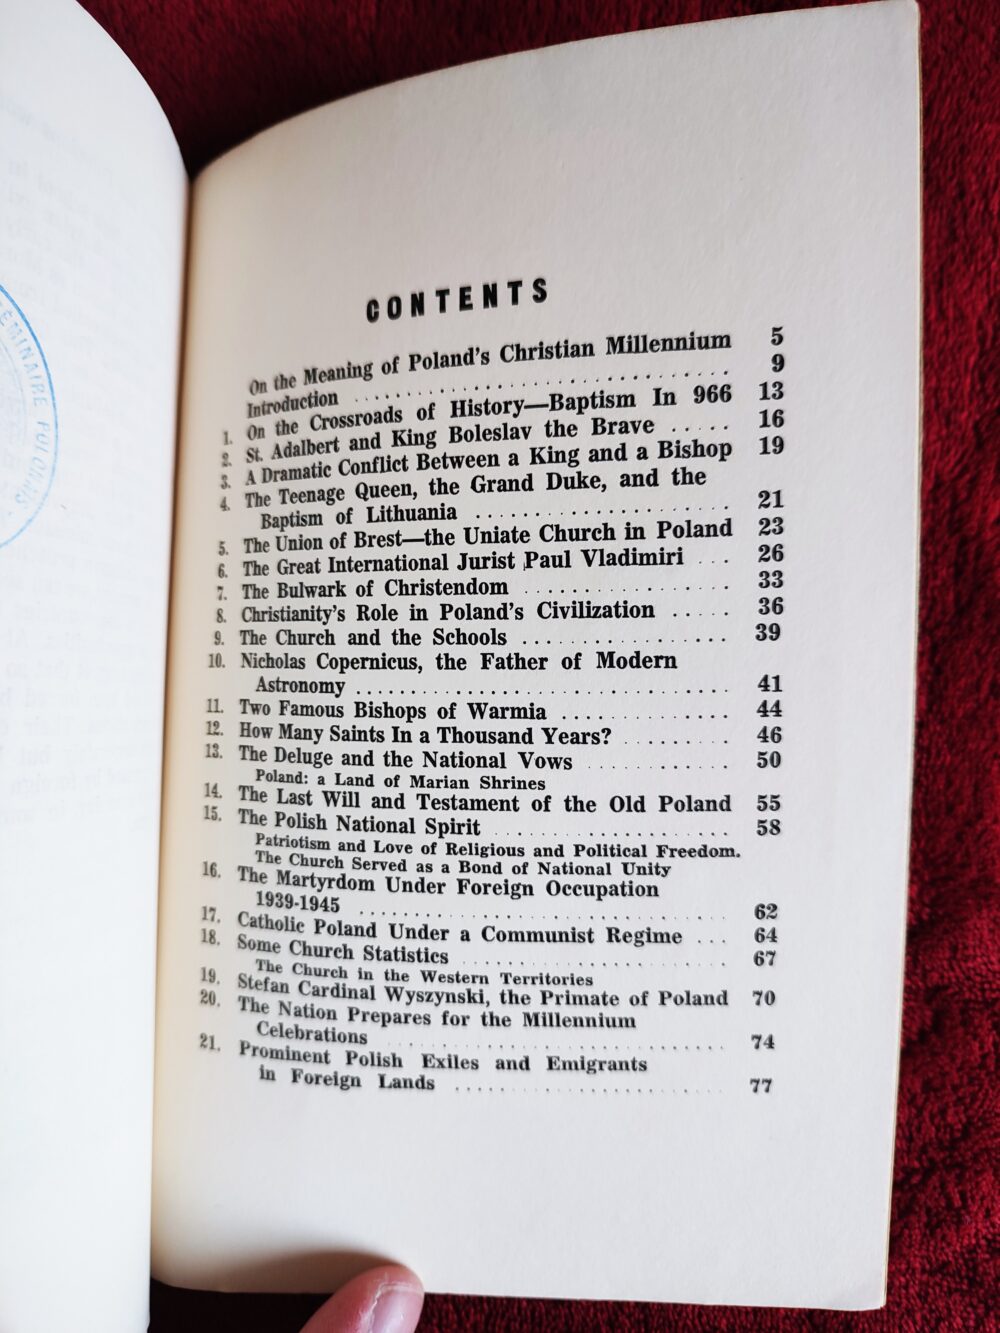 CONTENTS
On the Meaning of Poland's Christian Millennium 5
Introduction . . . . . . . . . . . . . . . . . . . . . . . . 9
1. On the Crossroads of History—Baptism In 966 13
2. St. Adalbert and King Boleslav the Brave . . . . . 16
3. A Dramatic Conflict Between a King and a Bishop 19
4. The Teenage Queen, the Grand Duke, and the
Baptism of Lithuania . . . . . . . . . . . . . . . . . 21
5. The Union of Brest—the Uniate Church in Poland 23
6. The Great International Jurist Paul Vladimiri . . . 26
7. The Bulwark of Christendom . . . . . . . . . . . . . 33
8. Christianity's Role in Poland's Civilization . . . . . 36
9. The Church and the Schools . . . . . . . . . . . . . 39
10. Nicholas Copernicus, the Father of Modern
Astronomy . . . . . . . . . . . . . . . . . . . . . . . . 41
11. Two Famous Bishops of Warmia . . . . . . . . . . . 44
12. How Many Saints In a Thousand Years? . . . . . . . 46
13. The Deluge and the National Vows . . . . . . . . . 50
Poland: a Land of Marian Shrines
14. The Last Will and Testament of the Old Poland 55
15. The Polish National Spirit . . . . . . . . . . . . . . . 58
Patriotism and Love of Religious and Political Freedom.
The Church Served as a Bond of National Unity
16. The Martyrdom Under Foreign Occupation
1939-1945 . . . . . . . . . . . . . . . . . . . . . . . . 62
17. Catholic Poland Under a Communist Regime . . . 64
18. Some Church Statistics . . . . . . . . . . . . . . . . . 67
The Church in the Western Territories
19. Stefan Cardinal Wyszynski, the Primate of Poland 70
20. The Nation Prepares for the Millennium
Celebrations . . . . . . . . . . . . . . . . . . . . . . 74
21. Prominent Polish Exiles and Emigrants
in Foreign Lands . . . . . . . . . . . . . . . . . . 77